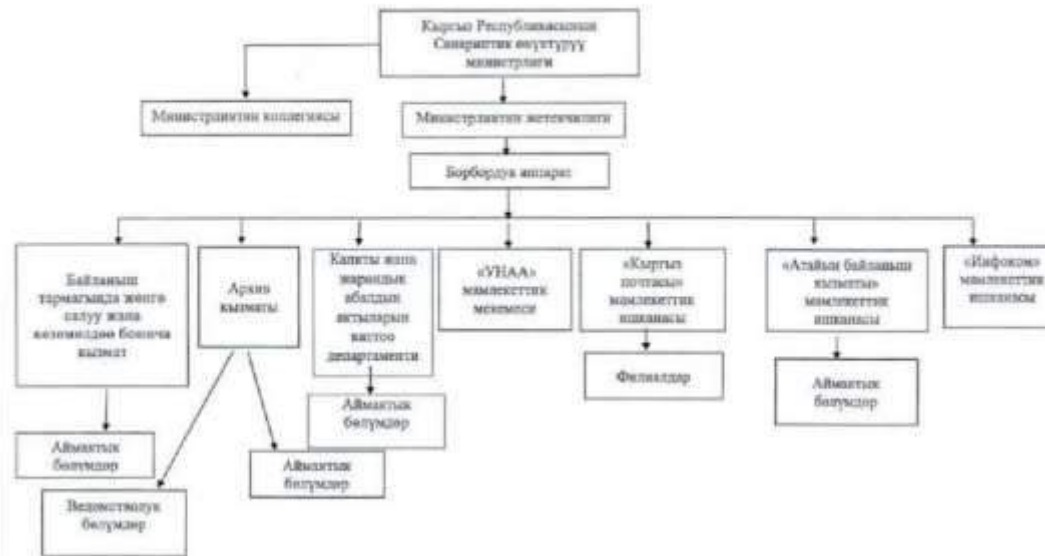 Кыргыз Республикасынын
Санариптик өнүктүрүү
министрлиги
Министрликтин коллегиясы
Министрликтин жетекчилиги
Борбордук аппарат
Байланыш
тармагында жөнгө
салуу жана
көзөмөлдөө боюнча
кызмат
Архив
кызматы
Калкты жана
жарандык
абалдын
актыларын
каттоо
департаменти
«УНАА»
мамлекеттик
мекемеси
«Кыргыз
почтасы»
мамлекеттик
ишканасы
«Атайын байланыш
кызматы»
мамлекеттик
ишканасы
«Инфоком»
мамлекеттик
ишканасы
Аймактык
бөлүмдөр
Ведомстволук
бөлүмдөр
Аймактык
бөлүмдөр
Аймактык
бөлүмдөр
Филиалдар
Аймактык
бөлүмдөр